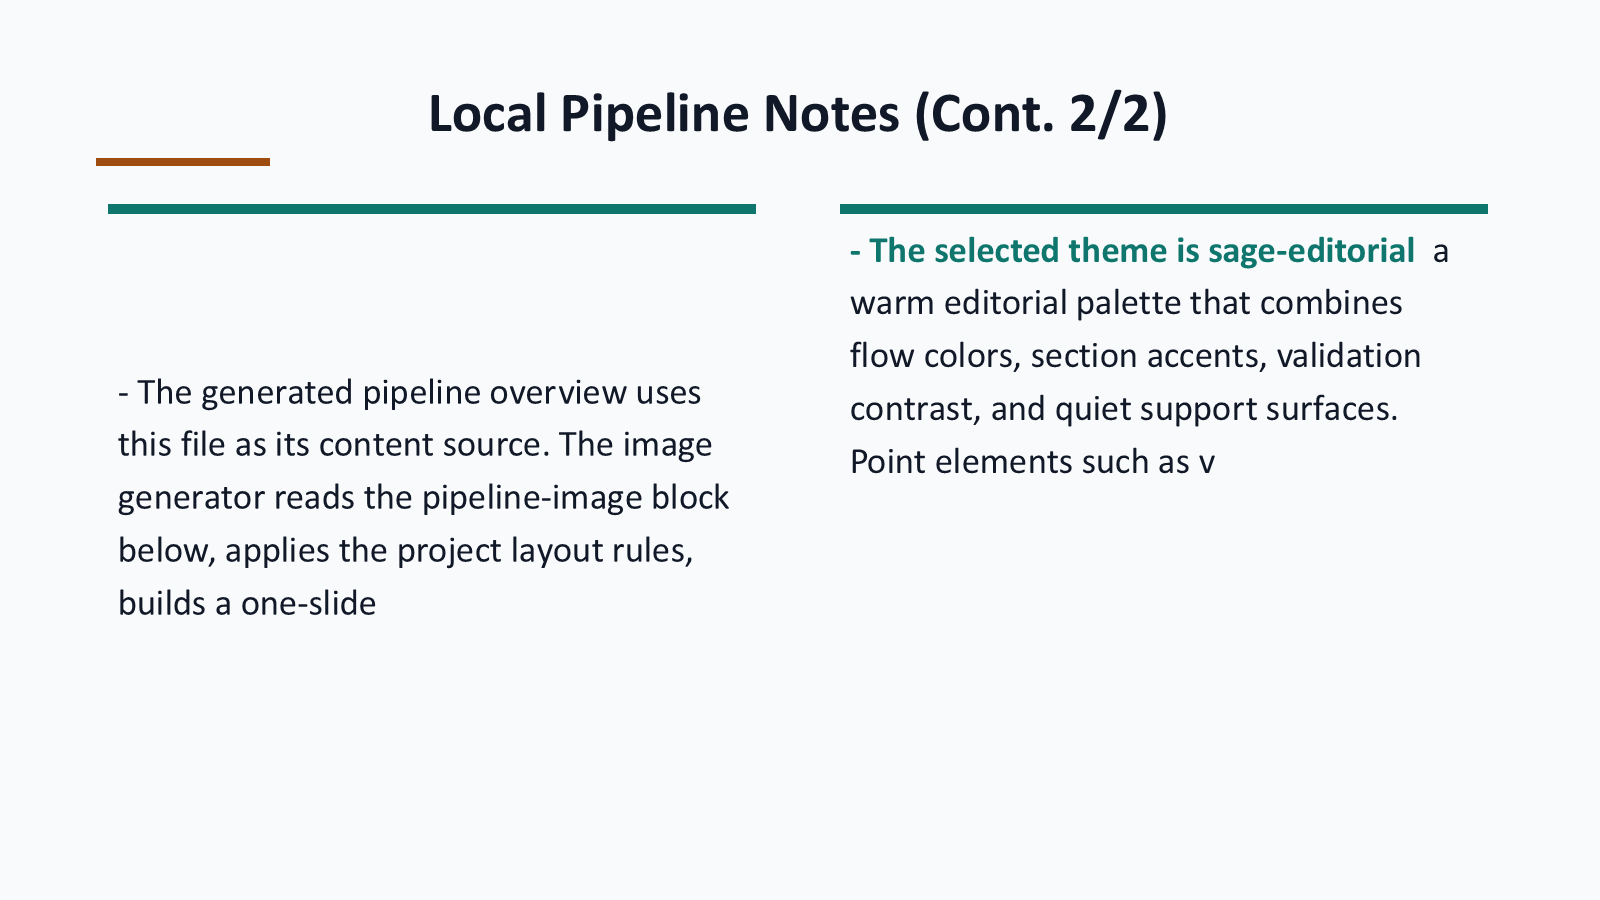 Local Pipeline Notes (Cont. 2/2)
- The generated pipeline overview uses
this file as its content source. The image
generator reads the pipeline-image block
below, applies the project layout rules,
builds a one-slide
- The selected theme is sage-editorial  a
warm editorial palette that combines
flow colors, section accents, validation
contrast, and quiet support surfaces.
Point elements such as v